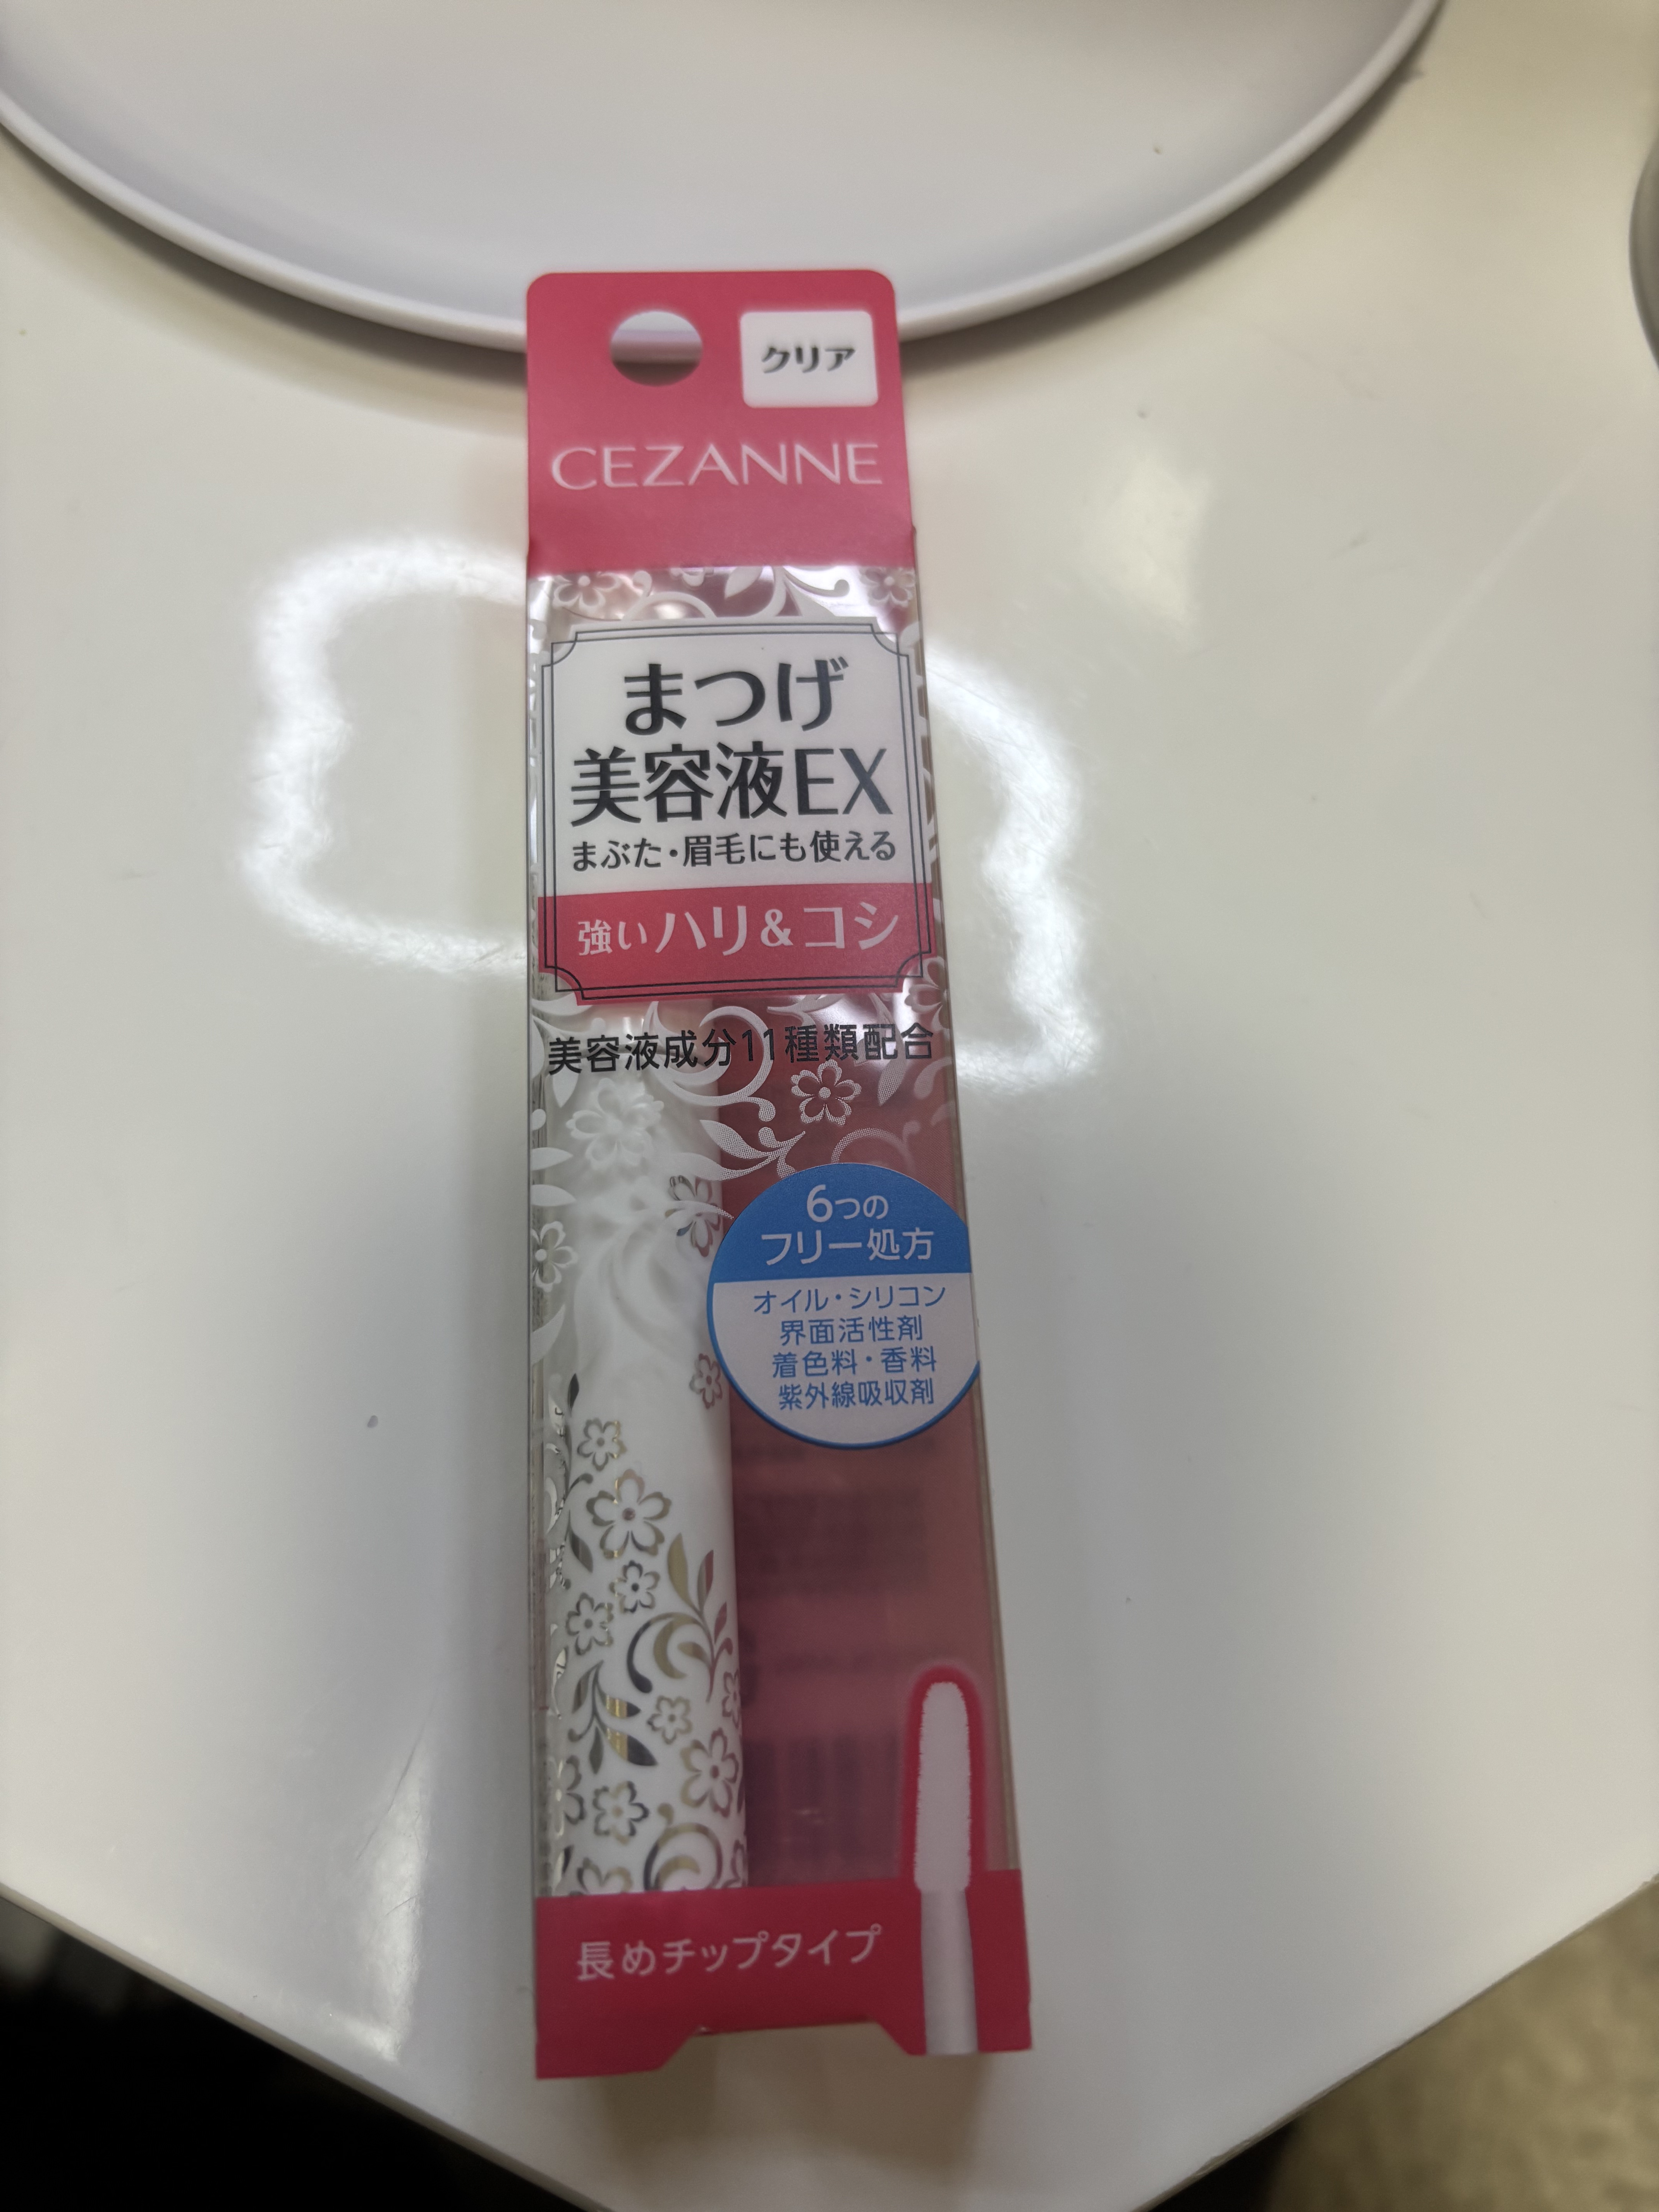 クリア
CEZANNE
まつげ
美容液EX
まぶた・眉毛にも使える
強いハリ&コシ
美容液成分11種類配合
6つの
フリー処方
オイル・シリコン
界面活性剤
着色料・香料
紫外線吸収剤
長めチップタイプ